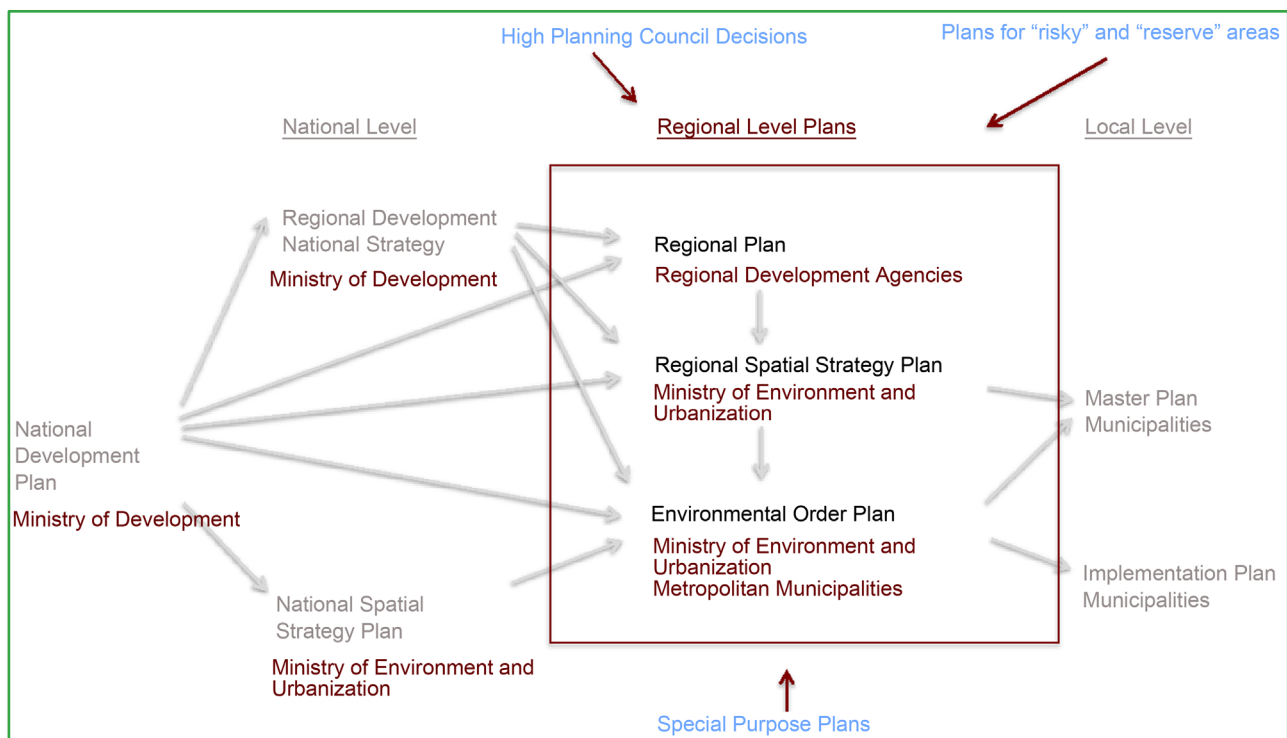 High Planning Council Decisions
Plans for “risky” and “reserve” areas
National Level
Regional Level Plans
Local Level
Regional Development
National Strategy
Ministry of Development
Regional Plan
Regional Development Agencies
Regional Spatial Strategy Plan
Ministry of Environment and
Urbanization
Master Plan
Municipalities
National
Development
Plan
Ministry of Development
Environmental Order Plan
Ministry of Environment and
Urbanization
Metropolitan Municipalities
Implementation Plan
Municipalities
National Spatial
Strategy Plan
Ministry of Environment and
Urbanization
Special Purpose Plans